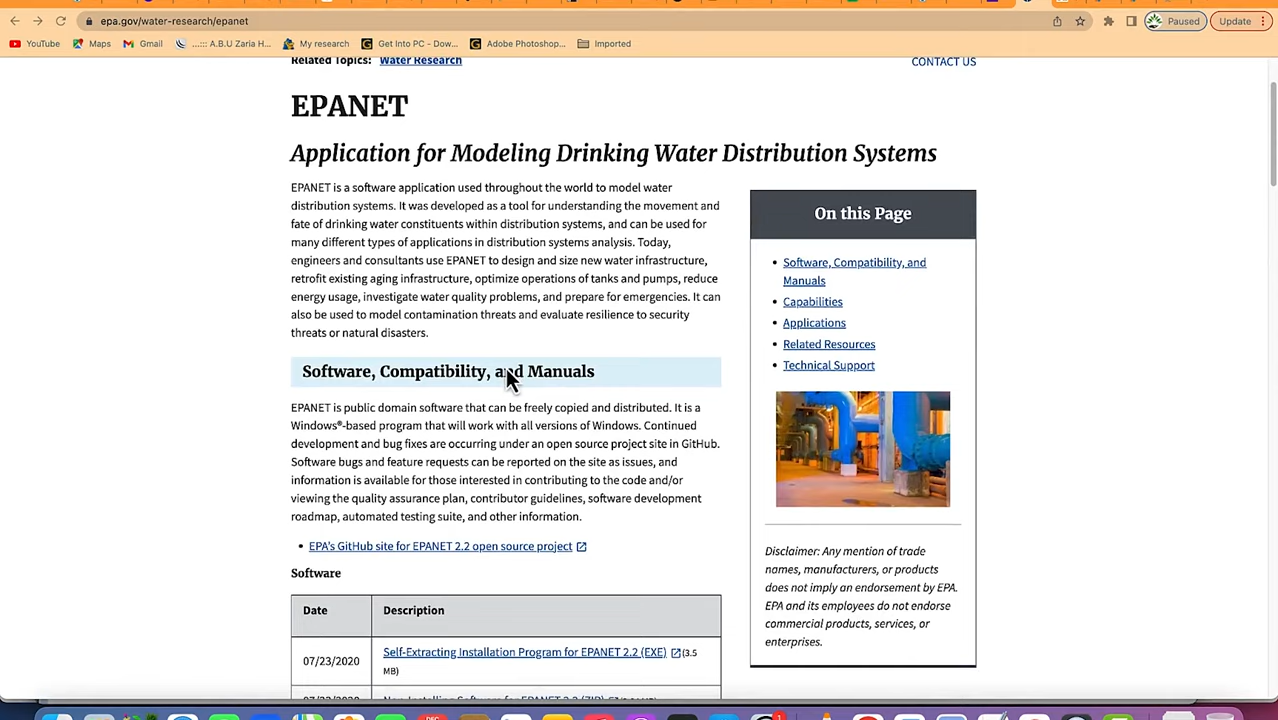 epa.gov/water-research/epanet
Paused
Update
YouTube
Maps
Gmail
...:: A.B.U Zaria H...
My research
Get Into PC - Dow...
Adobe Photoshop...
Imported
Related Topics: Water Research
CONTACT US
EPANET
Application for Modeling Drinking Water Distribution Systems
EPANET is a software application used throughout the world to model water
distribution systems. It was developed as a tool for understanding the movement and
fate of drinking water constituents within distribution systems, and can be used for
many different types of applications in distribution systems analysis. Today,
engineers and consultants use EPANET to design and size new water infrastructure,
retrofit existing aging infrastructure, optimize operations of tanks and pumps, reduce
energy usage, investigate water quality problems, and prepare for emergencies. It can
also be used to model contamination threats and evaluate resilience to security
threats or natural disasters.
Software, Compatibility, and Manuals
EPANET is public domain software that can be freely copied and distributed. It is a
Windows®-based program that will work with all versions of Windows. Continued
development and bug fixes are occurring under an open source project site in GitHub.
Software bugs and feature requests can be reported on the site as issues, and
information is available for those interested in contributing to the code and/or
viewing the quality assurance plan, contributor guidelines, software development
roadmap, automated testing suite, and other information.
• EPA's GitHub site for EPANET 2.2 open source project
Software
Date
Description
07/23/2020
Self-Extracting Installation Program for EPANET 2.2 (EXE) (3.5
MB)
On this Page
• Software, Compatibility, and
Manuals
• Capabilities
• Applications
• Related Resources
• Technical Support
Disclaimer: Any mention of trade
names, manufacturers, or products
does not imply an endorsement by EPA.
EPA and its employees do not endorse
commercial products, services, or
enterprises.